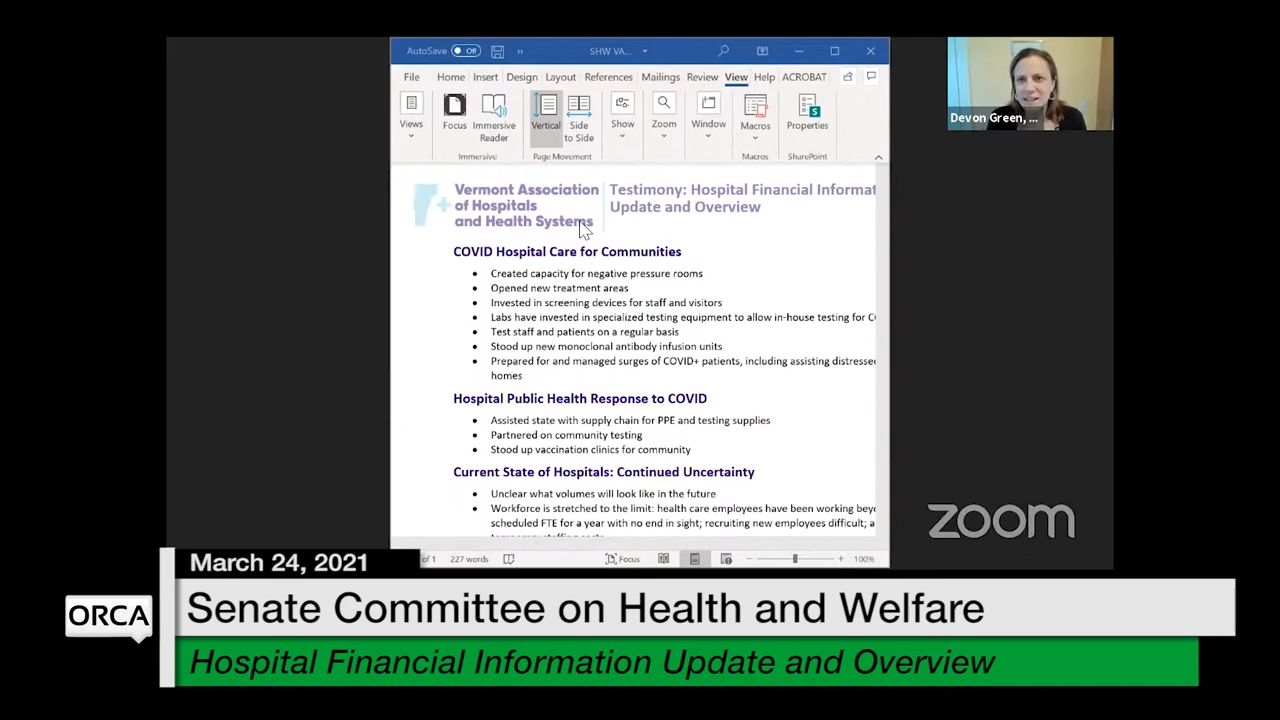 AutoSave Off SHW VA...
File Home Insert Design Layout References Mailings Review View Help ACROBAT
Views Focus Immersive Reader Vertical Side to Side Show Zoom Window Macros Properties
Immersive Page Movement Macros SharePoint
Devon Green, ...
Vermont Association
of Hospitals
and Health Systems
Testimony: Hospital Financial Informat
Update and Overview
COVID Hospital Care for Communities
• Created capacity for negative pressure rooms
• Opened new treatment areas
• Invested in screening devices for staff and visitors
• Labs have invested in specialized testing equipment to allow in-house testing for CO
• Test staff and patients on a regular basis
• Stood up new monoclonal antibody infusion units
• Prepared for and managed surges of COVID+ patients, including assisting distressed
homes
Hospital Public Health Response to COVID
• Assisted state with supply chain for PPE and testing supplies
• Partnered on community testing
• Stood up vaccination clinics for community
Current State of Hospitals: Continued Uncertainty
• Unclear what volumes will look like in the future
• Workforce is stretched to the limit: health care employees have been working bey
scheduled FTE for a year with no end in sight; recruiting new employees difficult; a
of 1 227 words Focus 100%
zoom
March 24, 2021
ORCA
Senate Committee on Health and Welfare
Hospital Financial Information Update and Overview